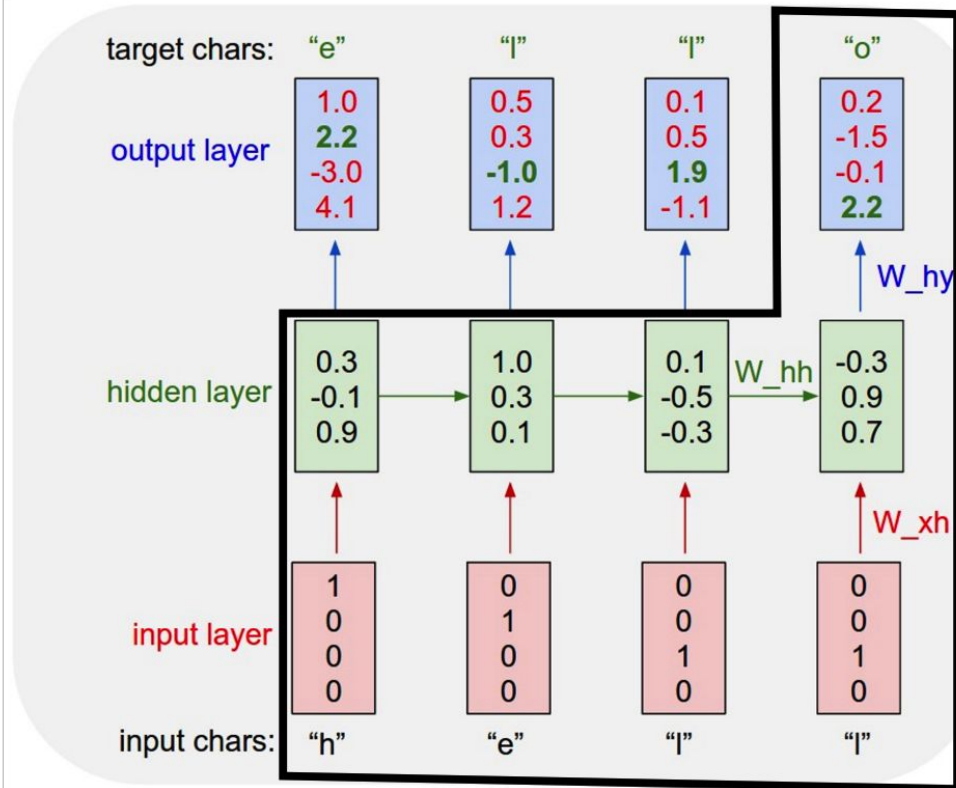 target chars: “e” “l” “l” “o”
output layer
1.0 0.5 0.1 0.2
2.2 0.3 0.5 -1.5
-3.0 -1.0 1.9 -0.1
4.1 1.2 -1.1 2.2
W_hy
hidden layer
0.3 1.0 0.1 W_hh -0.3
-0.1 0.3 -0.5 0.9
0.9 0.1 -0.3 0.7
W_xh
input layer
1 0 0 0
0 1 0 0
0 0 1 1
0 0 0 0
input chars: “h” “e” “l” “l”